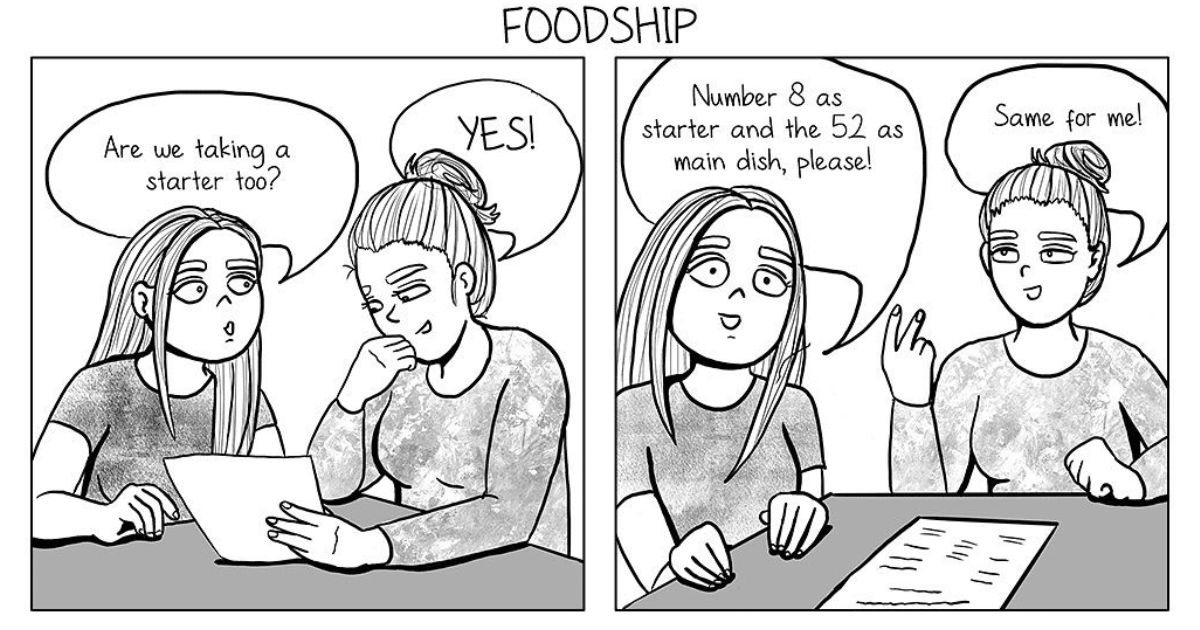 FOODSHIP
Are we taking a
starter too?
YES!
Number 8 as
starter and the 52 as
main dish, please!
Same for me!